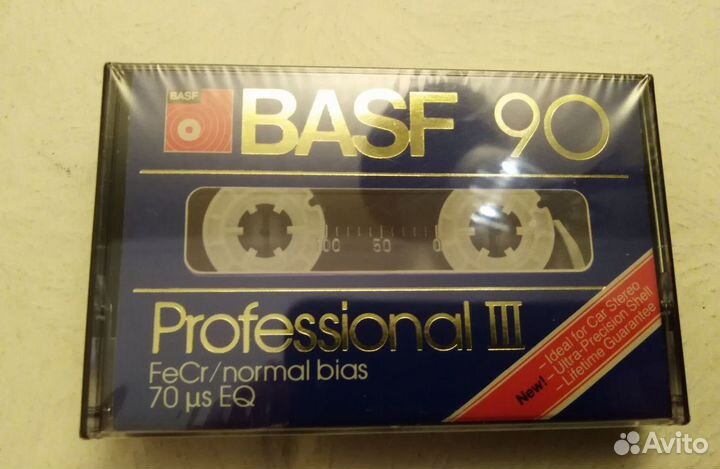 BASF
BASF 90
100 50 0
Professional III
FeCr/normal bias
70 µs EQ
New! – Ideal for Car Stereo
– Ultra-Precision Shell
– Lifetime Guarantee
Avito